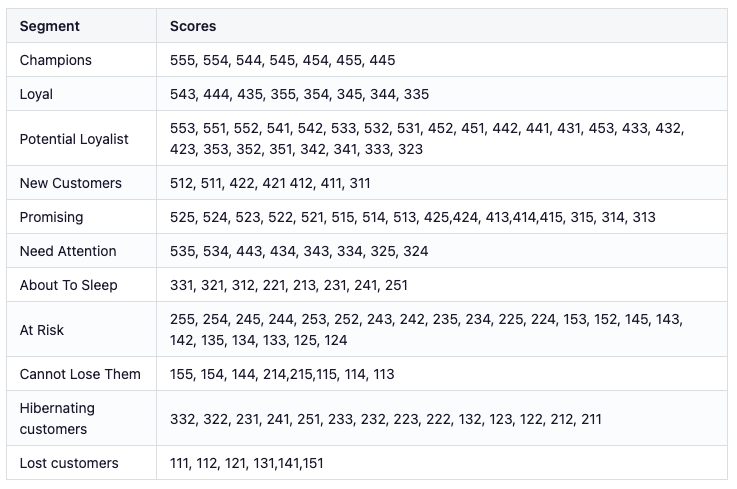 Segment Scores
Champions 555, 554, 544, 545, 454, 455, 445
Loyal 543, 444, 435, 355, 354, 345, 344, 335
Potential Loyalist 553, 551, 552, 541, 542, 533, 532, 531, 452, 451, 442, 441, 431, 453, 433, 432,
423, 353, 352, 351, 342, 341, 333, 323
New Customers 512, 511, 422, 421 412, 411, 311
Promising 525, 524, 523, 522, 521, 515, 514, 513, 425,424, 413,414,415, 315, 314, 313
Need Attention 535, 534, 443, 434, 343, 334, 325, 324
About To Sleep 331, 321, 312, 221, 213, 231, 241, 251
At Risk 255, 254, 245, 244, 253, 252, 243, 242, 235, 234, 225, 224, 153, 152, 145, 143,
142, 135, 134, 133, 125, 124
Cannot Lose Them 155, 154, 144, 214,215,115, 114, 113
Hibernating
customers 332, 322, 231, 241, 251, 233, 232, 223, 222, 132, 123, 122, 212, 211
Lost customers 111, 112, 121, 131,141,151